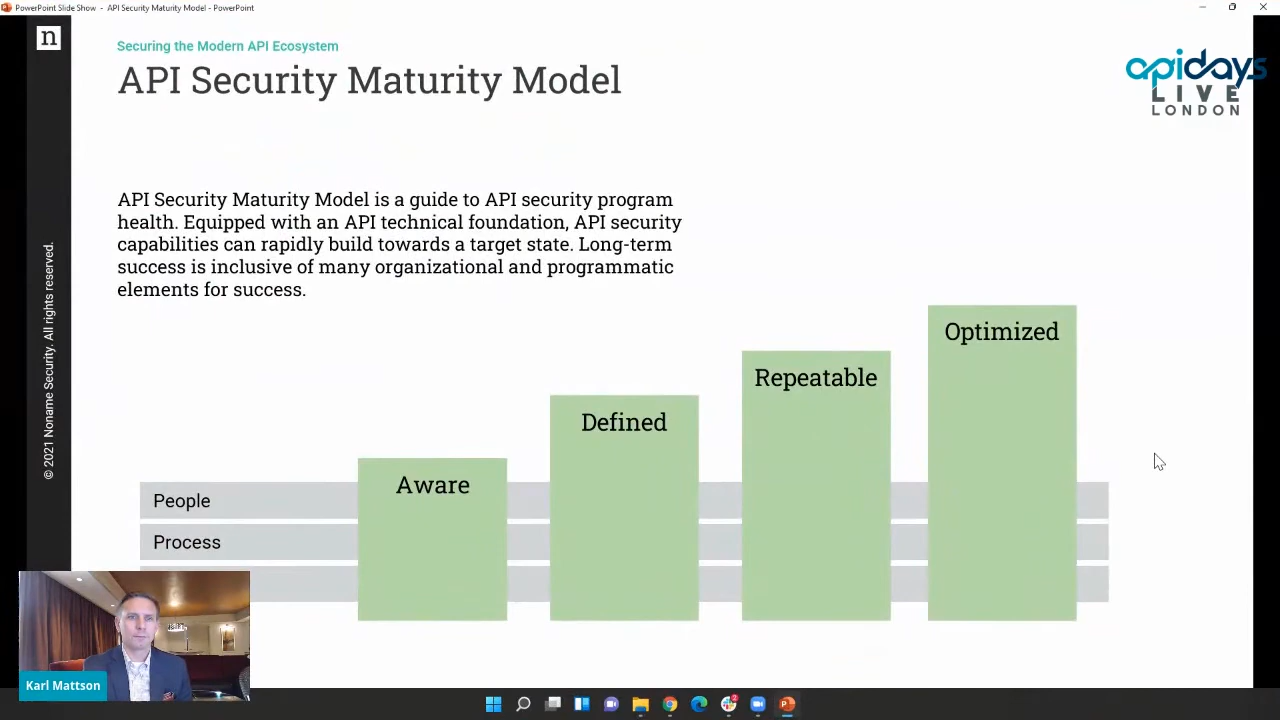 PowerPoint Slide Show - API Security Maturity Model - PowerPoint
n
Securing the Modern API Ecosystem
API Security Maturity Model
apidays
LIVE
LONDON
API Security Maturity Model is a guide to API security program
health. Equipped with an API technical foundation, API security
capabilities can rapidly build towards a target state. Long-term
success is inclusive of many organizational and programmatic
elements for success.
© 2021 Noname Security. All rights reserved.
Optimized
Repeatable
Defined
Aware
People
Process
Karl Mattson
2